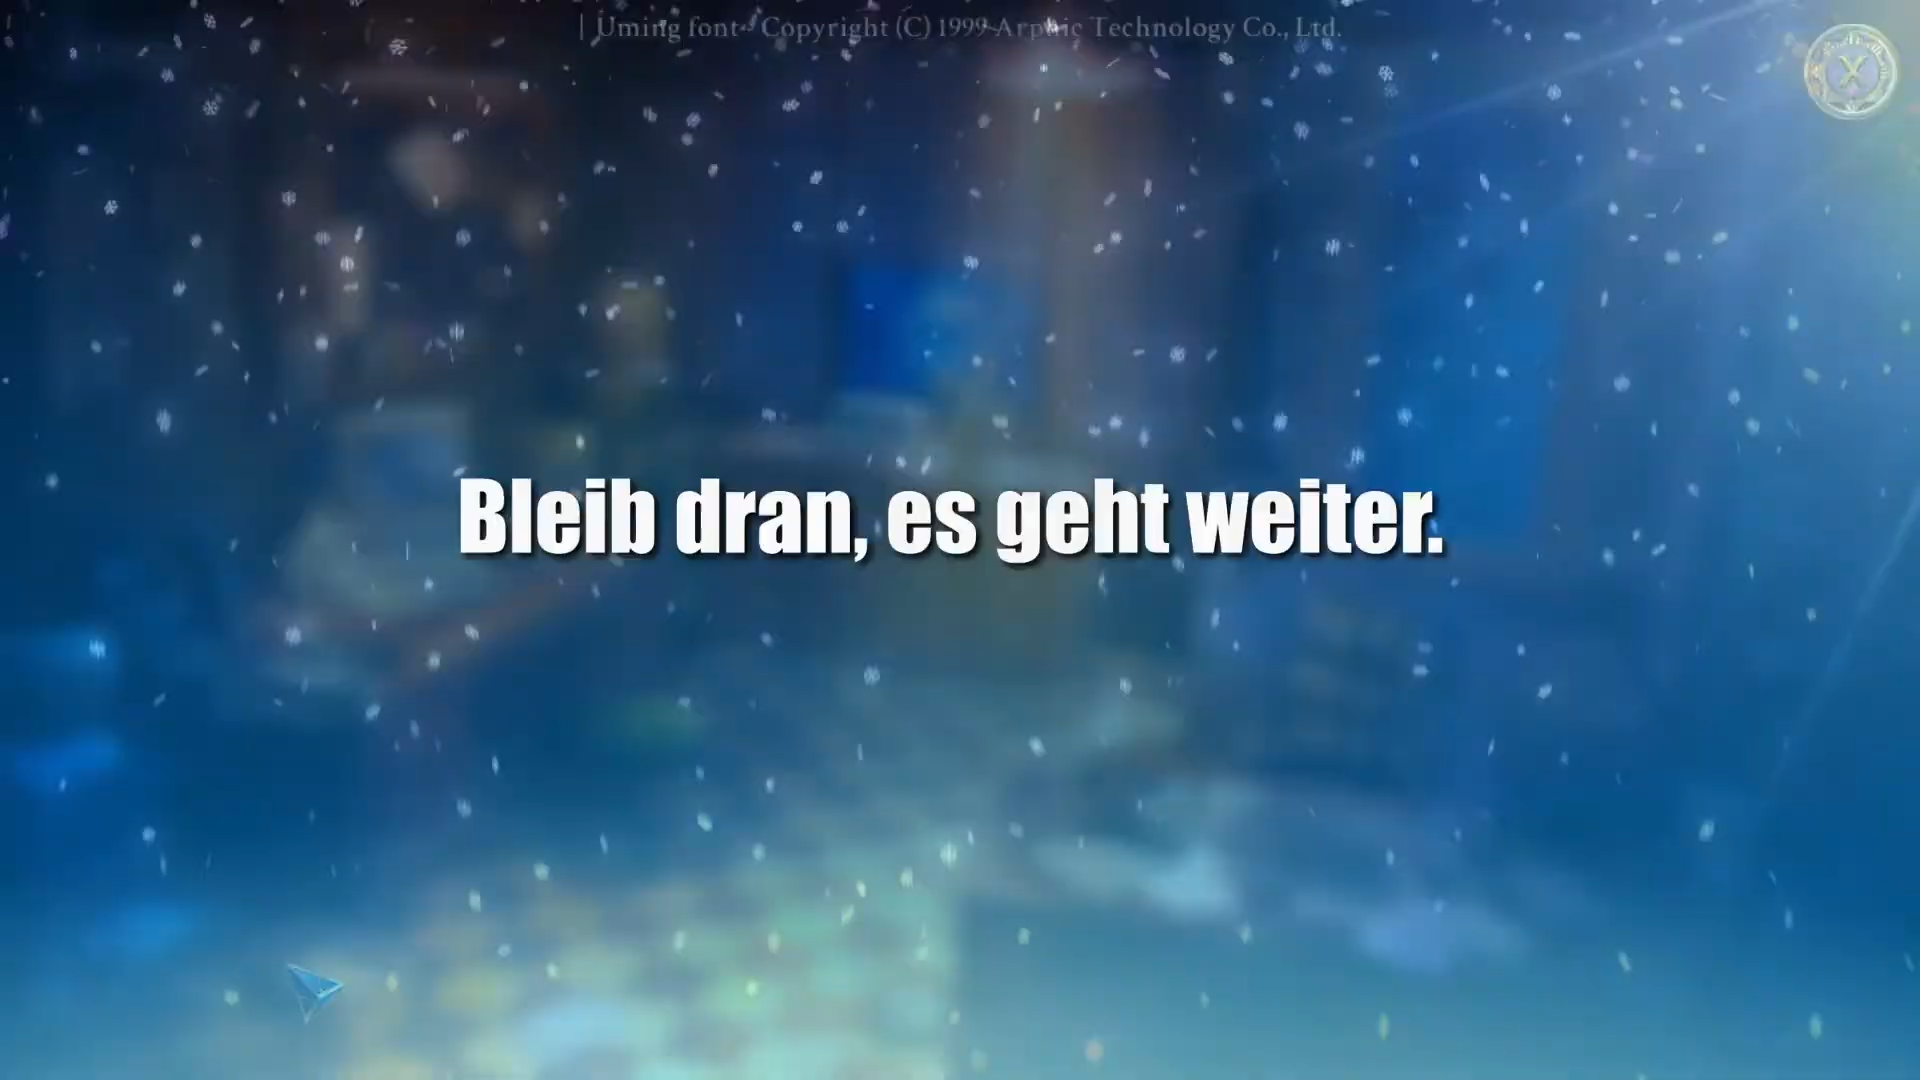 | Uming font - Copyright (C) 1999 Arphic Technology Co., Ltd.
X
Bleib dran, es geht weiter.